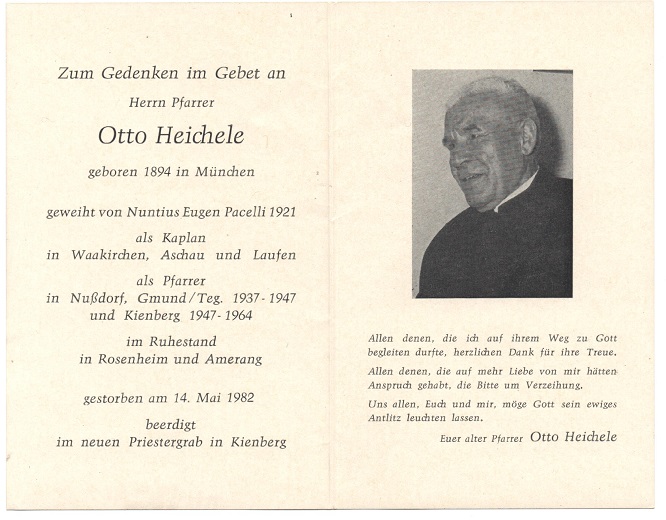 Zum Gedenken im Gebet an
Herrn Pfarrer
Otto Heichele
geboren 1894 in München
geweiht von Nuntius Eugen Pacelli 1921
als Kaplan
in Waakirchen, Aschau und Laufen
als Pfarrer
in Nußdorf, Gmund/Teg. 1937-1947
und Kienberg 1947-1964
im Ruhestand
in Rosenheim und Amerang
gestorben am 14. Mai 1982
beerdigt
im neuen Priestergrab in Kienberg
Allen denen, die ich auf ihrem Weg zu Gott
begleiten durfte, herzlichen Dank für ihre Treue.
Allen denen, die auf mehr Liebe von mir hätten
Anspruch gehabt, die Bitte um Verzeihung.
Uns allen, Euch und mir, möge Gott sein ewiges
Antlitz leuchten lassen.
Euer alter Pfarrer Otto Heichele